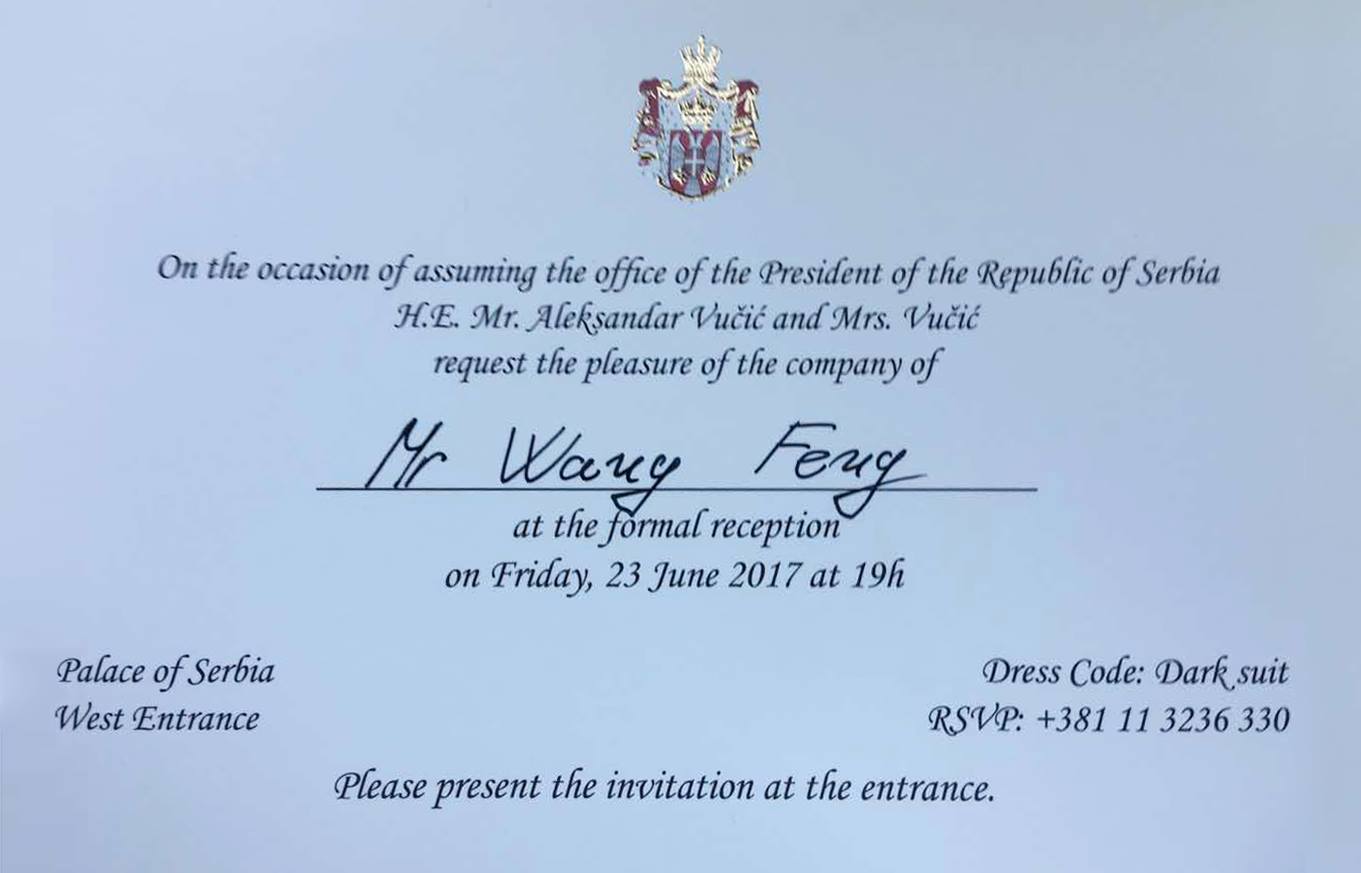 On the occasion of assuming the office of the President of the Republic of Serbia
H.E. Mr. Aleksandar Vučić and Mrs. Vučić
request the pleasure of the company of
Mr Wang Feng
at the formal reception
on Friday, 23 June 2017 at 19h
Palace of Serbia
West Entrance
Dress Code: Dark suit
RSVP: +381 11 3236 330
Please present the invitation at the entrance.